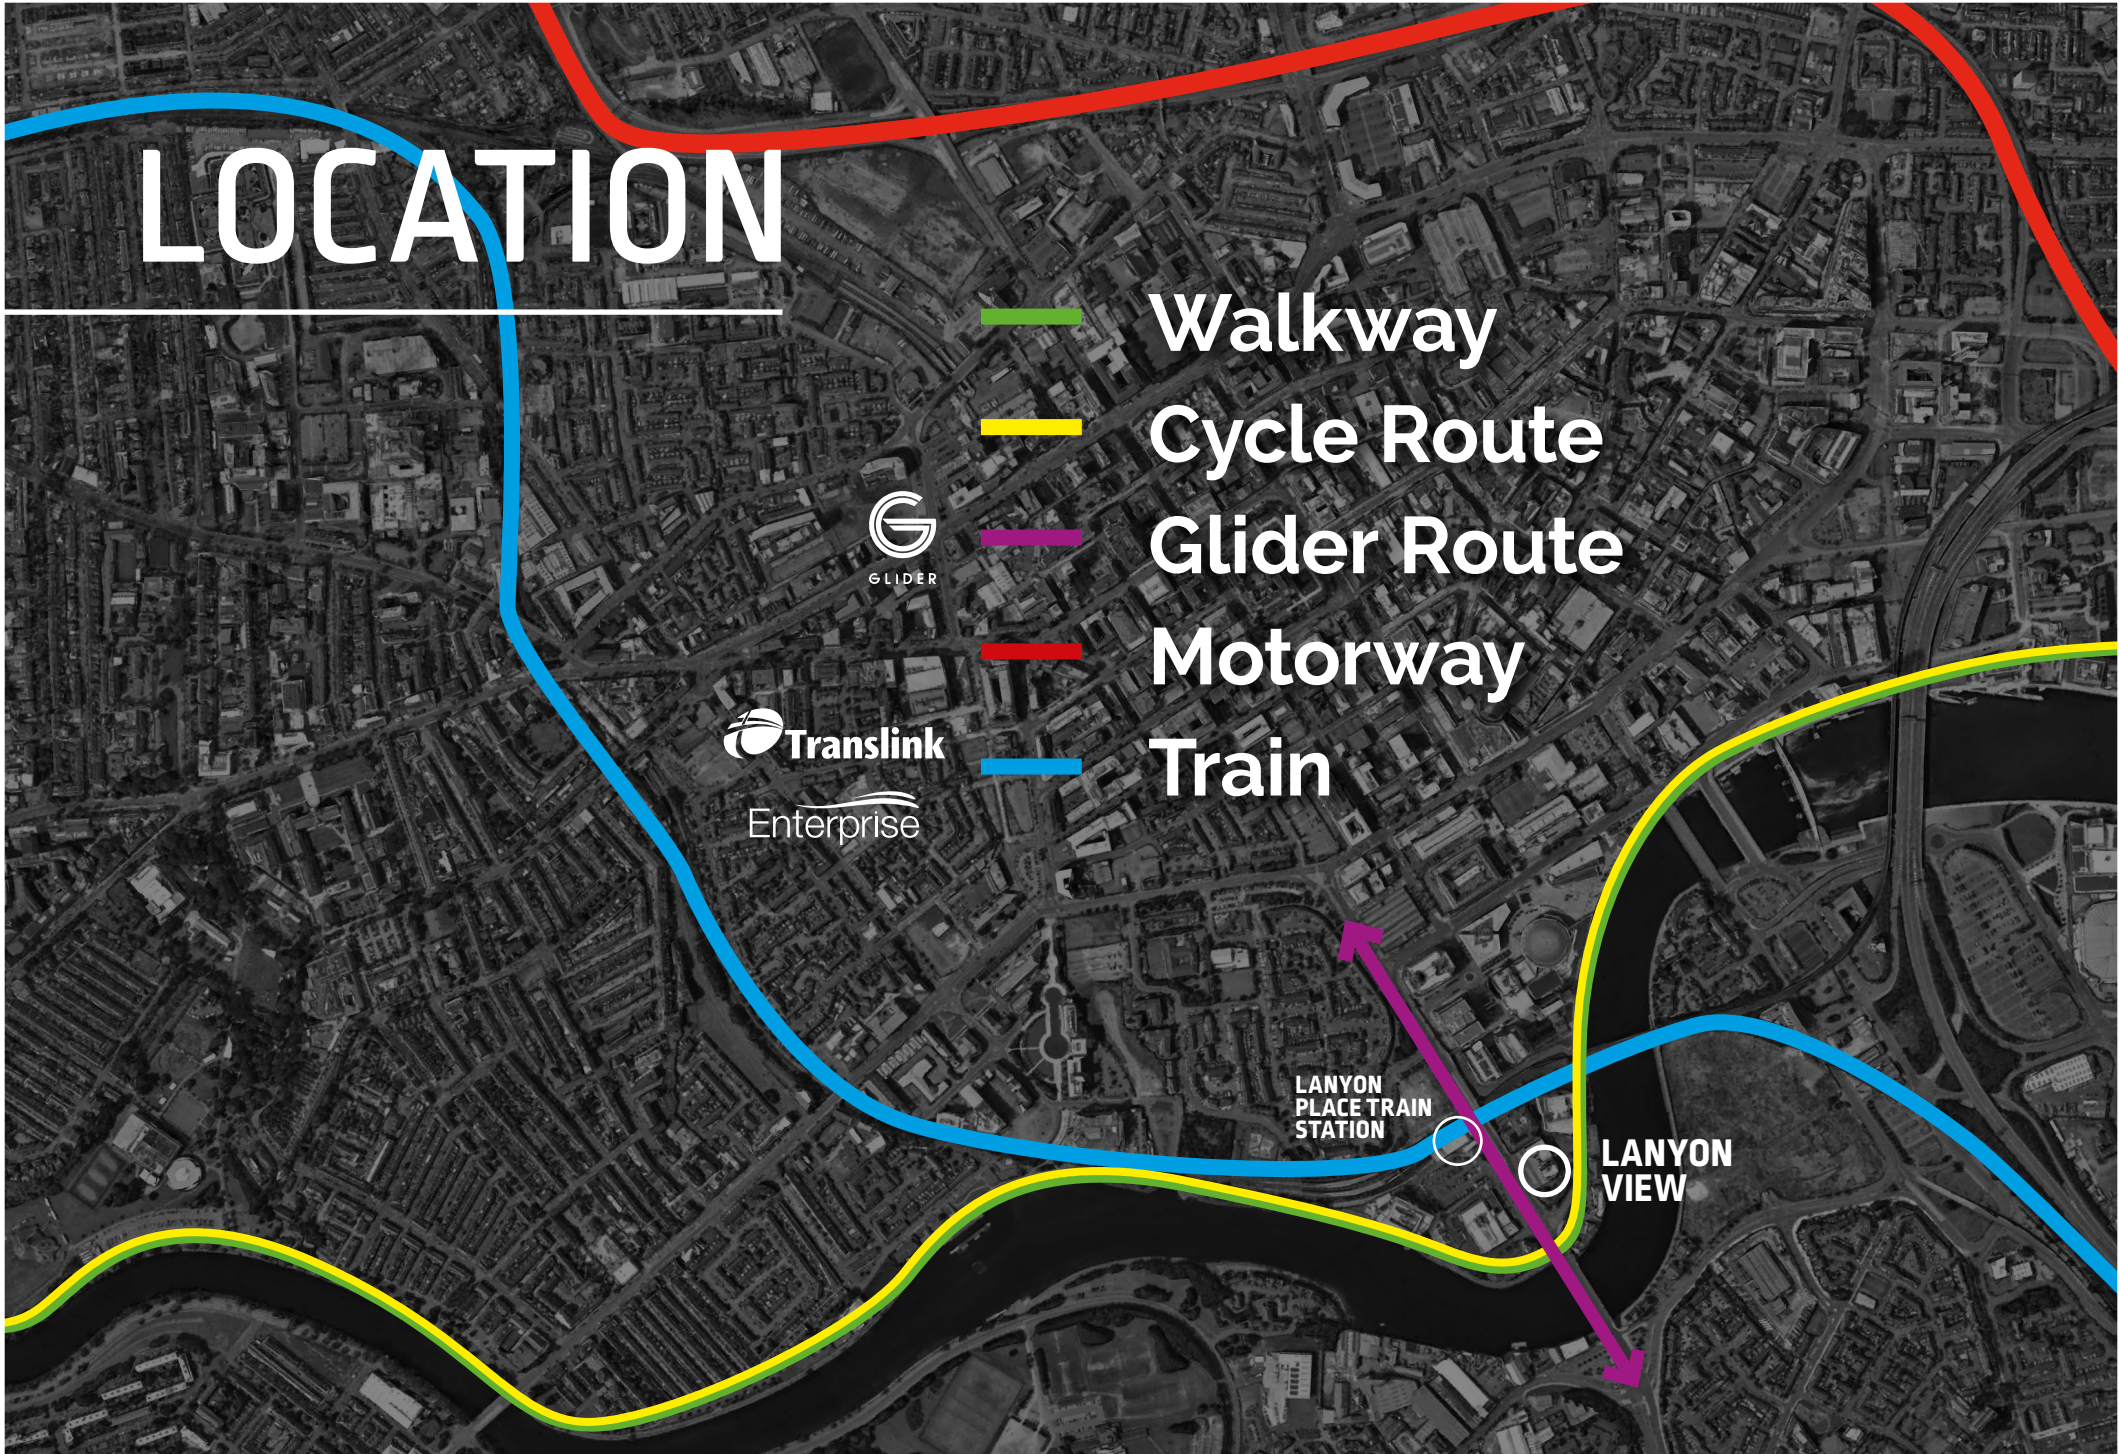 LOCATION
Walkway
Cycle Route
GLIDER
Glider Route
Motorway
Translink
Train
Enterprise
LANYON
PLACE TRAIN
STATION
LANYON
VIEW